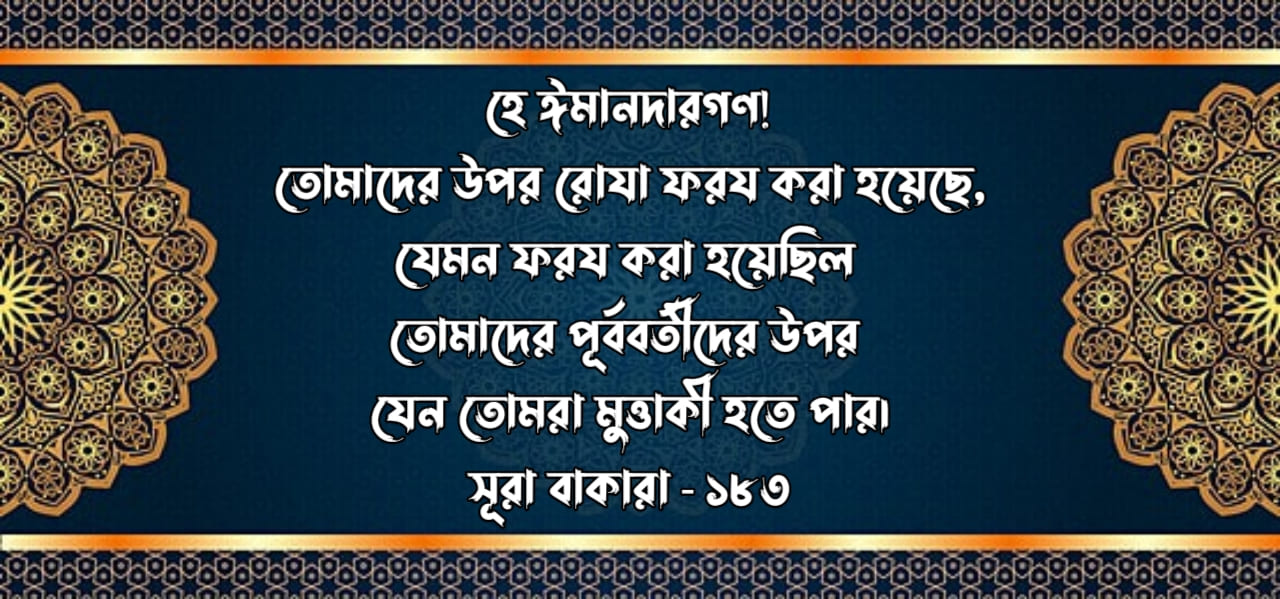 হে ঈমানদারগণ!
তোমাদের উপর রোযা ফরয করা হয়েছে,
যেমন ফরয করা হয়েছিল
তোমাদের পূর্ববর্তীদের উপর
যেন তোমরা মুত্তাকী হতে পার।
সূরা বাকারা - ১৮৩